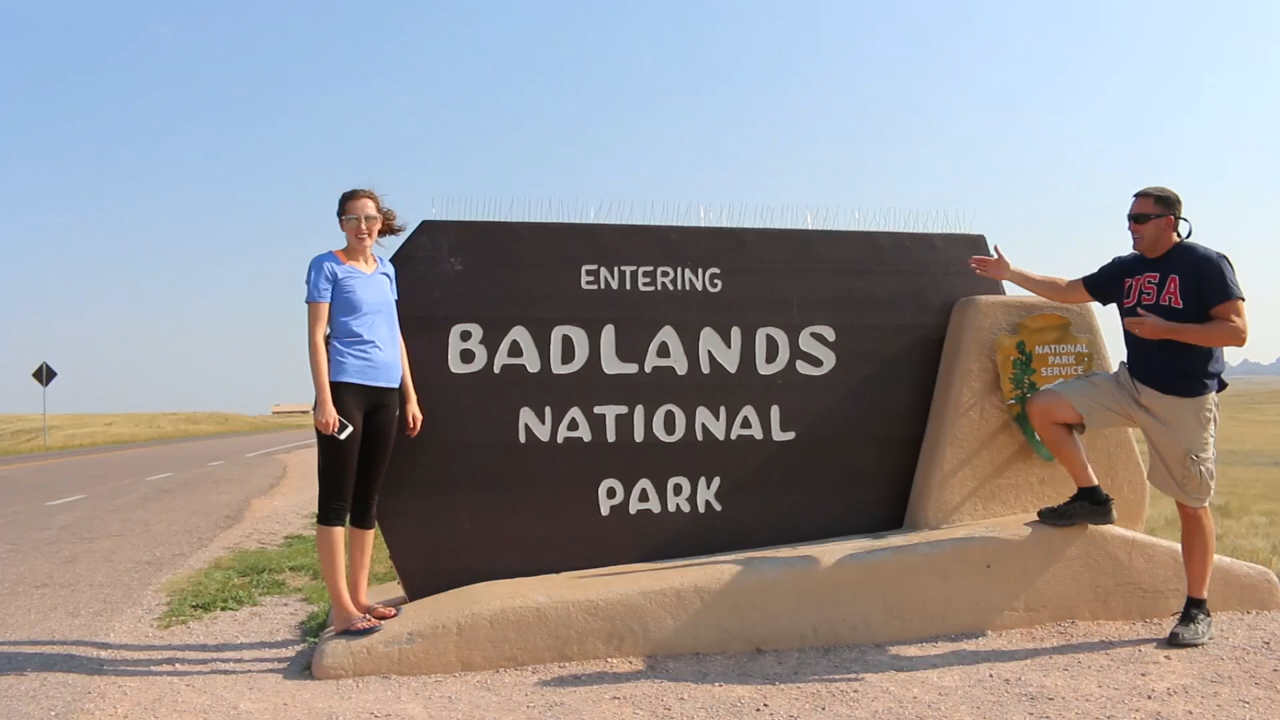 ENTERING
BADLANDS
NATIONAL
PARK
NATIONAL
PARK
SERVICE
USA